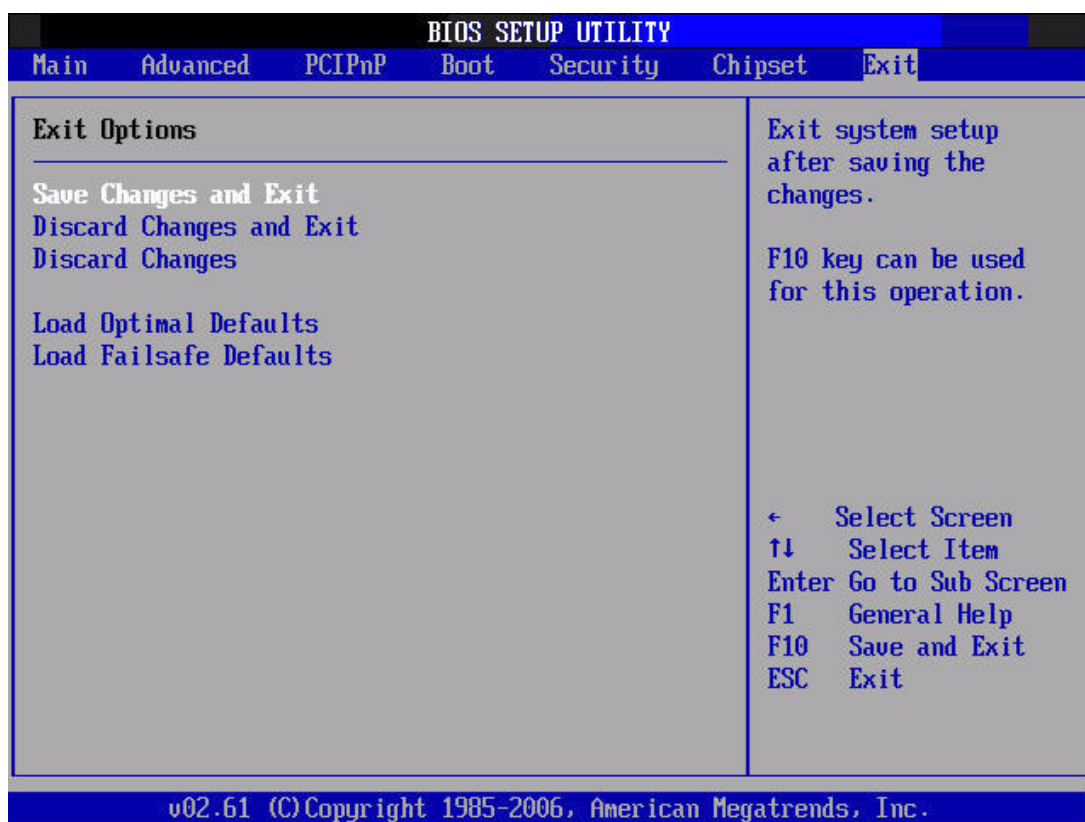 BIOS SETUP UTILITY
Main Advanced PCIPnP Boot Security Chipset Exit
Exit Options
Save Changes and Exit
Discard Changes and Exit
Discard Changes
Load Optimal Defaults
Load Failsafe Defaults
Exit system setup
after saving the
changes.
F10 key can be used
for this operation.
← Select Screen
↑↓ Select Item
Enter Go to Sub Screen
F1 General Help
F10 Save and Exit
ESC Exit
v02.61 (C)Copyright 1985-2006, American Megatrends, Inc.